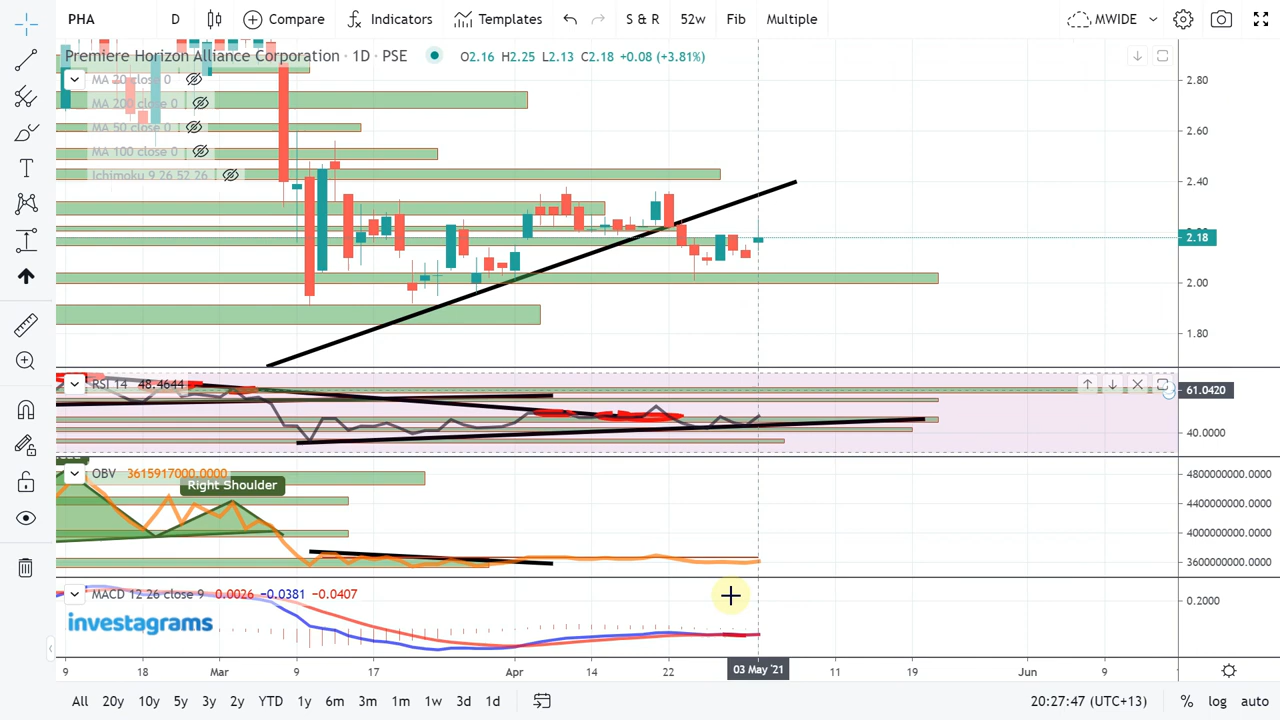 PHA D Compare Indicators Templates S & R 52w Fib Multiple MWIDE
Premiere Horizon Alliance Corporation · 1D · PSE O2.16 H2.25 L2.13 C2.18 +0.08 (+3.81%)
MA 20 close 0
MA 200 close 0
MA 50 close 0
MA 100 close 0
Ichimoku 9 26 52 26
2.80
2.60
2.40
2.18
2.00
1.80
RSI 14 48.4644
61.0420
40.0000
OBV 3615917000.0000
Right Shoulder
4800000000.0000
4400000000.0000
4000000000.0000
3600000000.0000
MACD 12 26 close 9 0.0026 −0.0381 −0.0407
0.2000
investagrams
9 18 Mar 9 17 Apr 14 22 03 May '21 11 19 Jun 9
All 20y 10y 5y 3y 2y YTD 1y 6m 3m 1m 1w 3d 1d 20:27:47 (UTC+13) % log auto